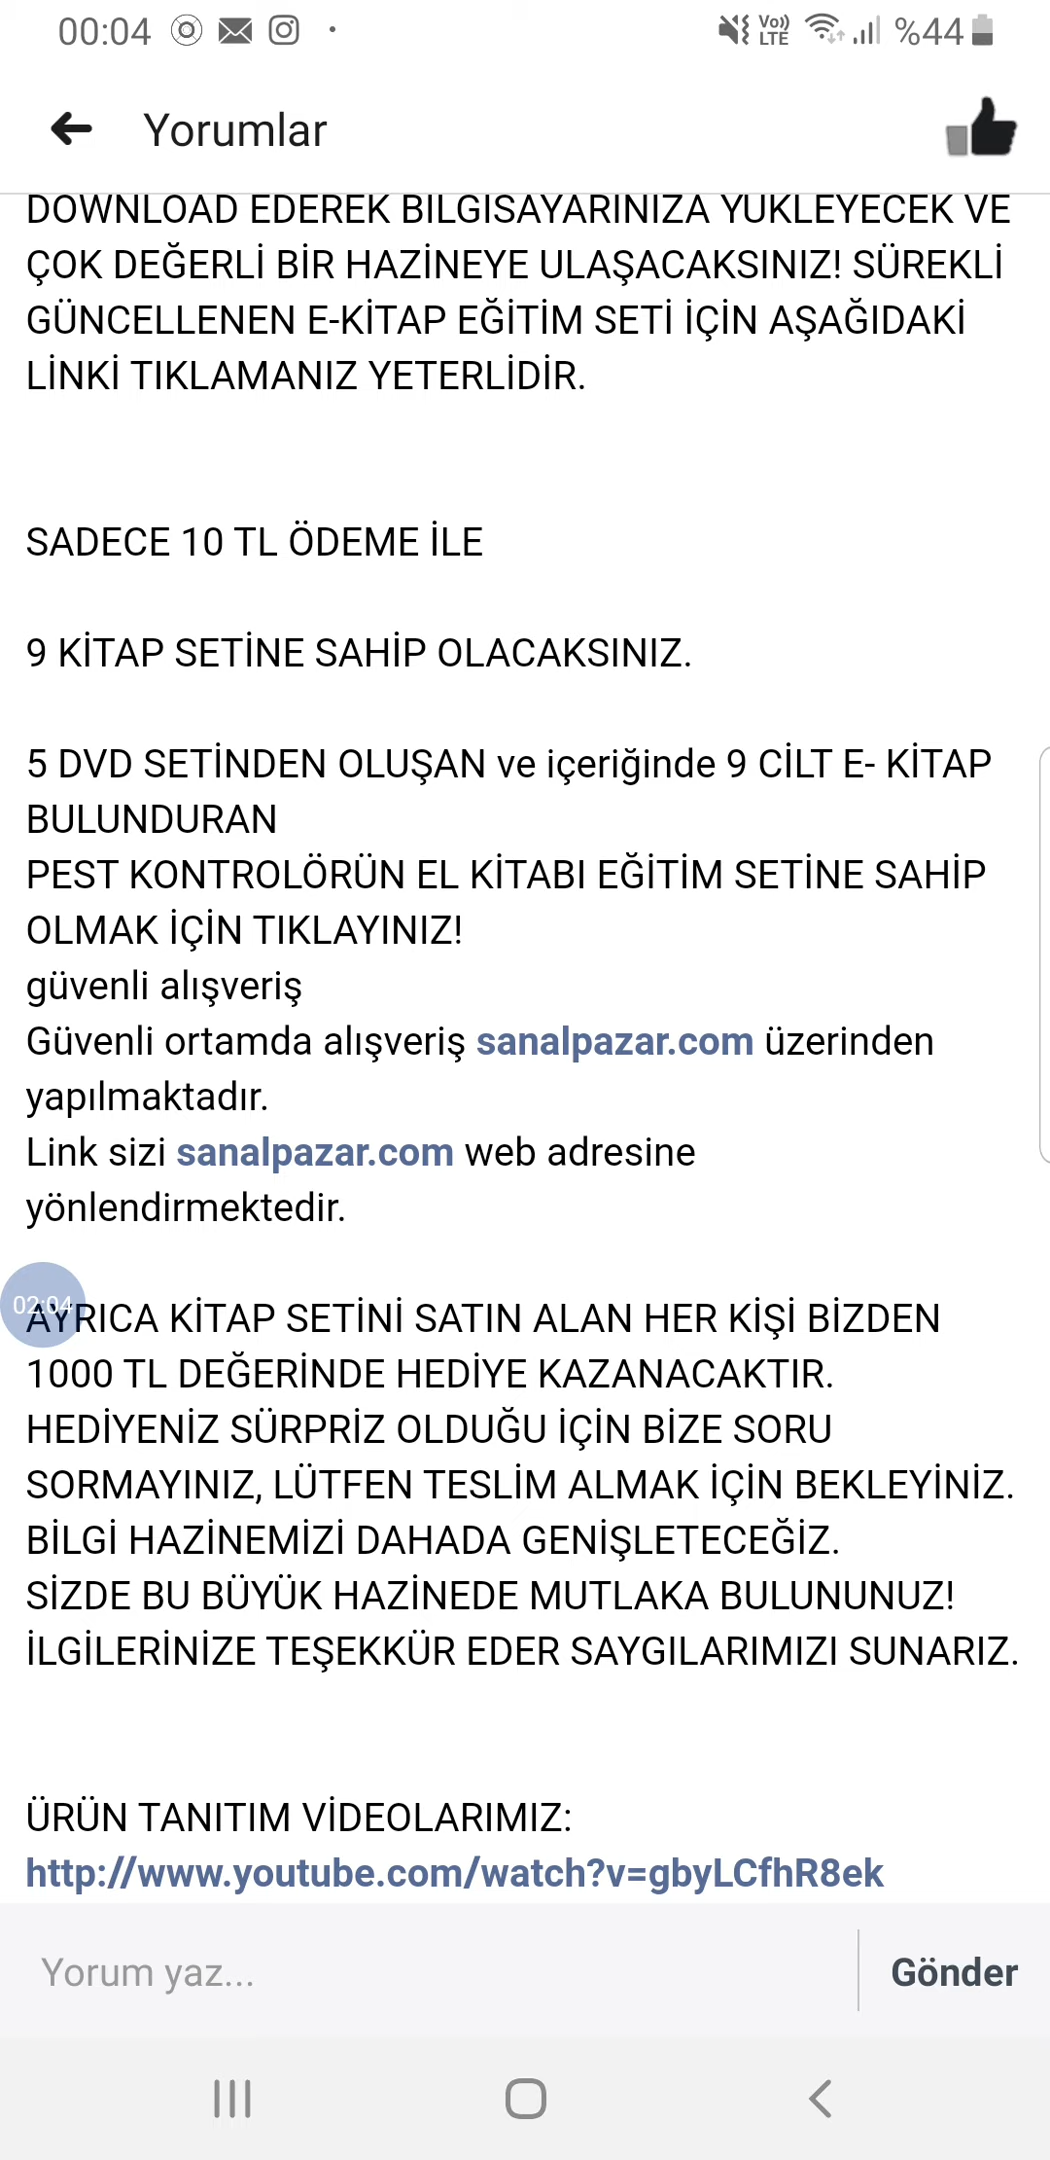 00:04
Vo))
LTE
%44
Yorumlar
DOWNLOAD EDEREK BİLGİSAYARINIZA YÜKLEYECEK VE
ÇOK DEĞERLİ BİR HAZİNEYE ULAŞACAKSINIZ! SÜREKLİ
GÜNCELLENEN E-KİTAP EĞİTİM SETİ İÇİN AŞAĞIDAKİ
LİNKİ TIKLAMANIZ YETERLİDİR.
SADECE 10 TL ÖDEME İLE
9 KİTAP SETİNE SAHİP OLACAKSINIZ.
5 DVD SETİNDEN OLUŞAN ve içeriğinde 9 CİLT E- KİTAP
BULUNDURAN
PEST KONTROLÖRÜN EL KİTABI EĞİTİM SETİNE SAHİP
OLMAK İÇİN TIKLAYINIZ!
güvenli alışveriş
Güvenli ortamda alışveriş sanalpazar.com üzerinden
yapılmaktadır.
Link sizi sanalpazar.com web adresine
yönlendirmektedir.
02:04
AYRICA KİTAP SETİNİ SATIN ALAN HER KİŞİ BİZDEN
1000 TL DEĞERİNDE HEDİYE KAZANACAKTIR.
HEDİYENİZ SÜRPRİZ OLDUĞU İÇİN BİZE SORU
SORMAYINIZ, LÜTFEN TESLİM ALMAK İÇİN BEKLEYİNİZ.
BİLGİ HAZİNEMİZİ DAHADA GENİŞLETECEĞİZ.
SİZDE BU BÜYÜK HAZİNEDE MUTLAKA BULUNUNUZ!
İLGİLERİNİZE TEŞEKKÜR EDER SAYGILARIMIZI SUNARIZ.
ÜRÜN TANITIM VİDEOLARIMIZ:
http://www.youtube.com/watch?v=gbyLCfhR8ek
Yorum yaz...
Gönder